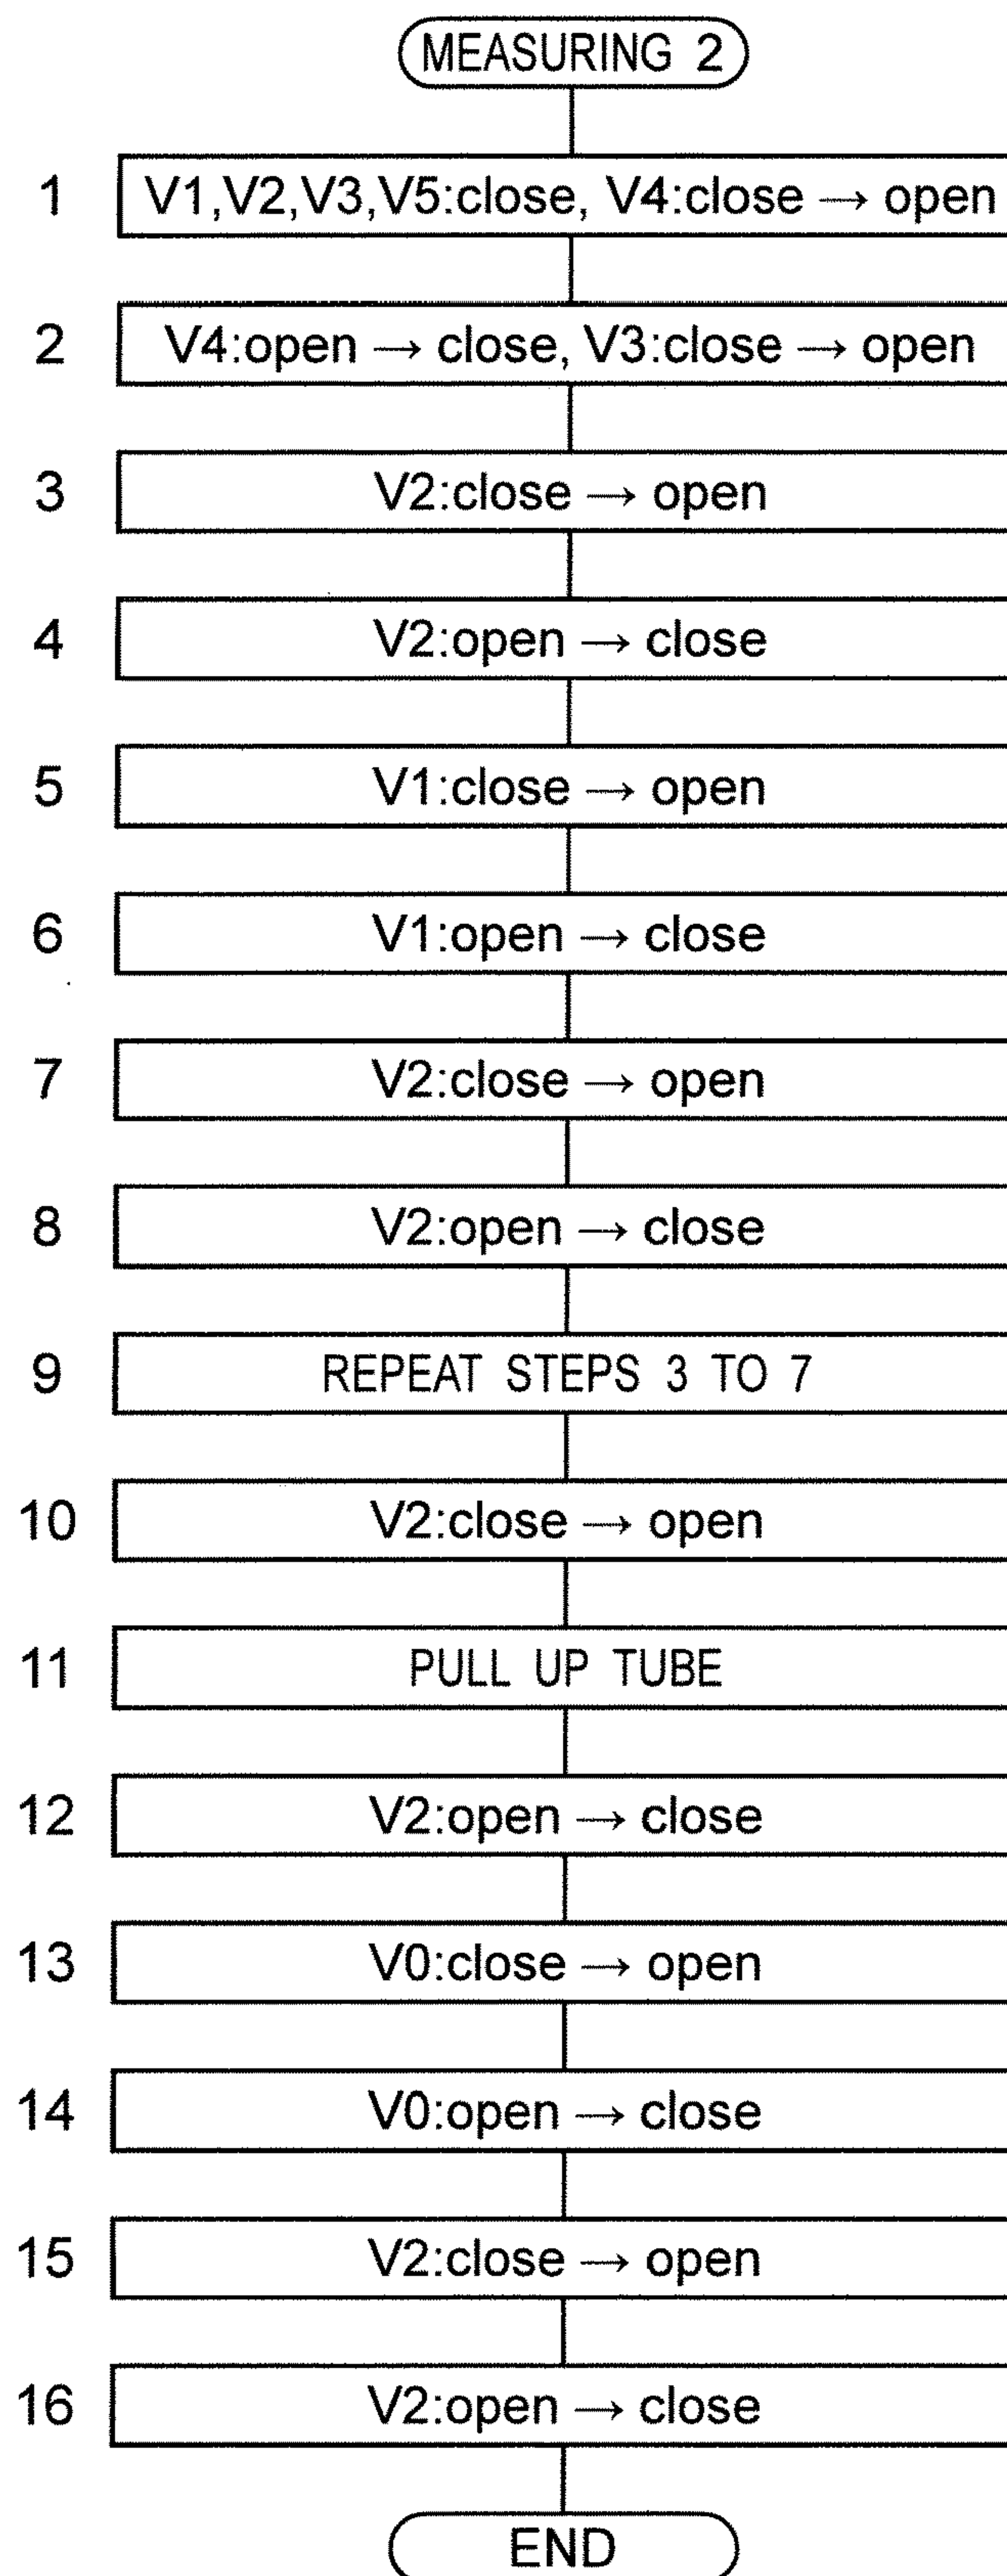 MEASURING 2
1 V1,V2,V3,V5:close, V4:close → open
2 V4:open → close, V3:close → open
3 V2:close → open
4 V2:open → close
5 V1:close → open
6 V1:open → close
7 V2:close → open
8 V2:open → close
9 REPEAT STEPS 3 TO 7
10 V2:close → open
11 PULL UP TUBE
12 V2:open → close
13 V0:close → open
14 V0:open → close
15 V2:close → open
16 V2:open → close
END